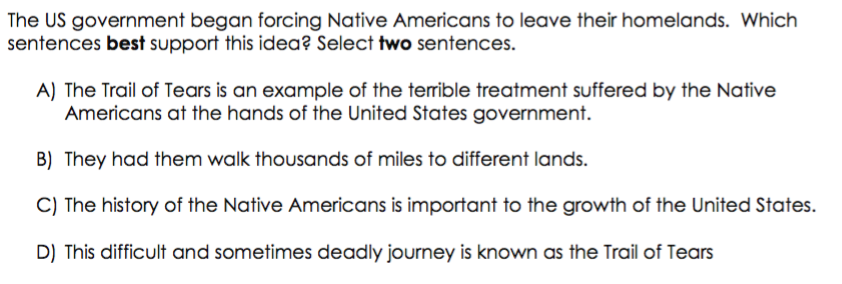 The US government began forcing Native Americans to leave their homelands.  Which
sentences best support this idea? Select two sentences.
A) The Trail of Tears is an example of the terrible treatment suffered by the Native
Americans at the hands of the United States government.
B) They had them walk thousands of miles to different lands.
C) The history of the Native Americans is important to the growth of the United States.
D) This difficult and sometimes deadly journey is known as the Trail of Tears